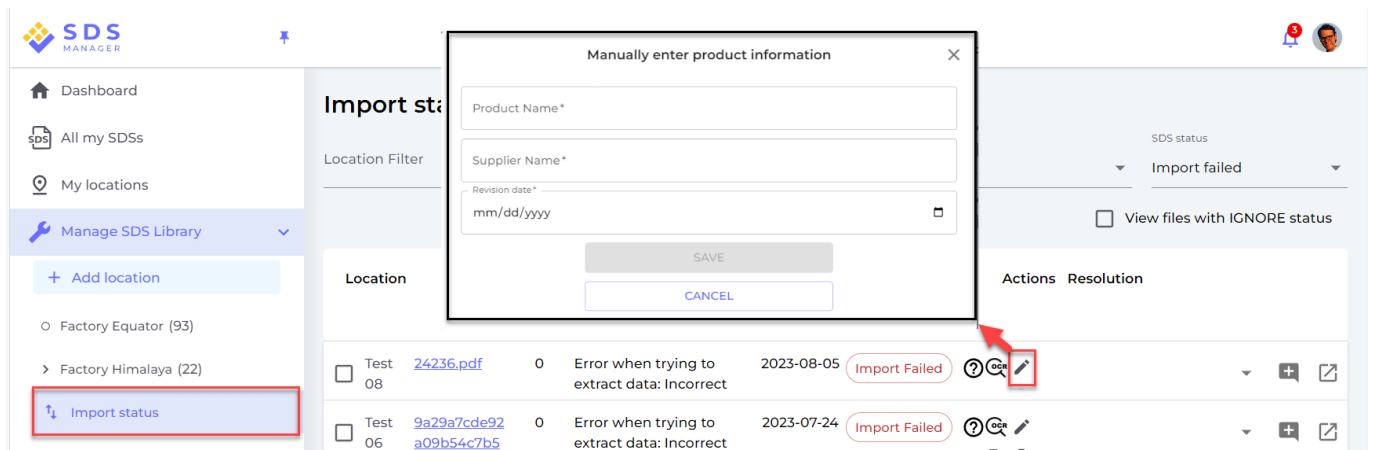 SDS
MANAGER
3
Dashboard
SDS
All my SDSs
My locations
Manage SDS Library
+ Add location
Factory Equator (93)
Factory Himalaya (22)
Import status
Import sta
Location Filter
SDS status
Import failed
View files with IGNORE status
Manually enter product information
Product Name*
Supplier Name*
Revision date*
mm/dd/yyyy
SAVE
CANCEL
Location
Actions
Resolution
Test 24236.pdf 0 Error when trying to 2023-08-05 Import Failed OCR
08 extract data: Incorrect
Test 9a29a7cde92 0 Error when trying to 2023-07-24 Import Failed OCR
06 a09b54c7b5 extract data: Incorrect